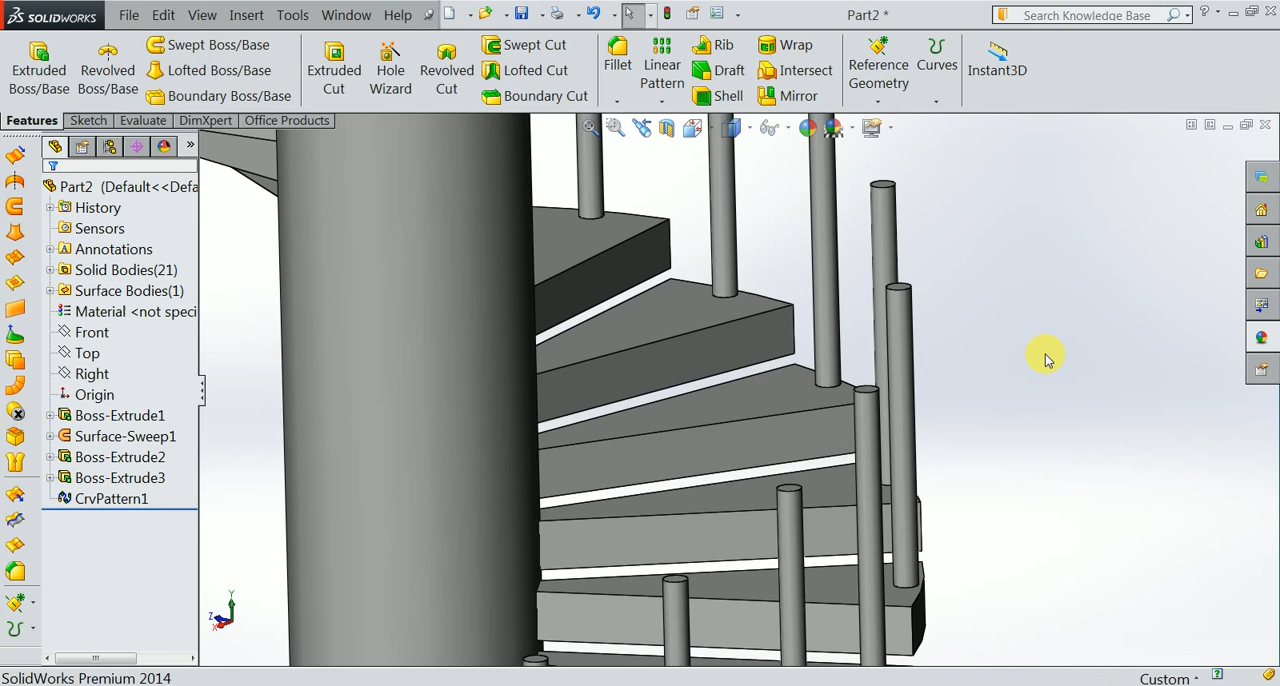 SOLIDWORKS File Edit View Insert Tools Window Help Part2 * Search Knowledge Base ?
Extruded Boss/Base
Revolved Boss/Base
Swept Boss/Base
Lofted Boss/Base
Boundary Boss/Base
Extruded Cut
Hole Wizard
Revolved Cut
Swept Cut
Lofted Cut
Boundary Cut
Fillet
Linear Pattern
Rib
Draft
Shell
Wrap
Intersect
Mirror
Reference Geometry
Curves
Instant3D
Features Sketch Evaluate DimXpert Office Products
»
Part2 (Default<<Defa
History
Sensors
Annotations
Solid Bodies(21)
Surface Bodies(1)
Material <not speci
Front
Top
Right
Origin
Boss-Extrude1
Surface-Sweep1
Boss-Extrude2
Boss-Extrude3
CrvPattern1
Y
Z
X
SolidWorks Premium 2014 Custom ?